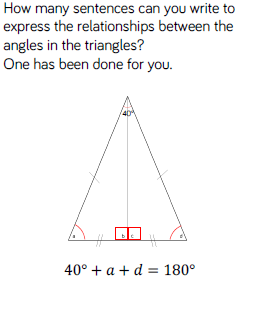 How many sentences can you write to
express the relationships between the
angles in the triangles?
One has been done for you.
40°
a b c d
40° + a + d = 180°